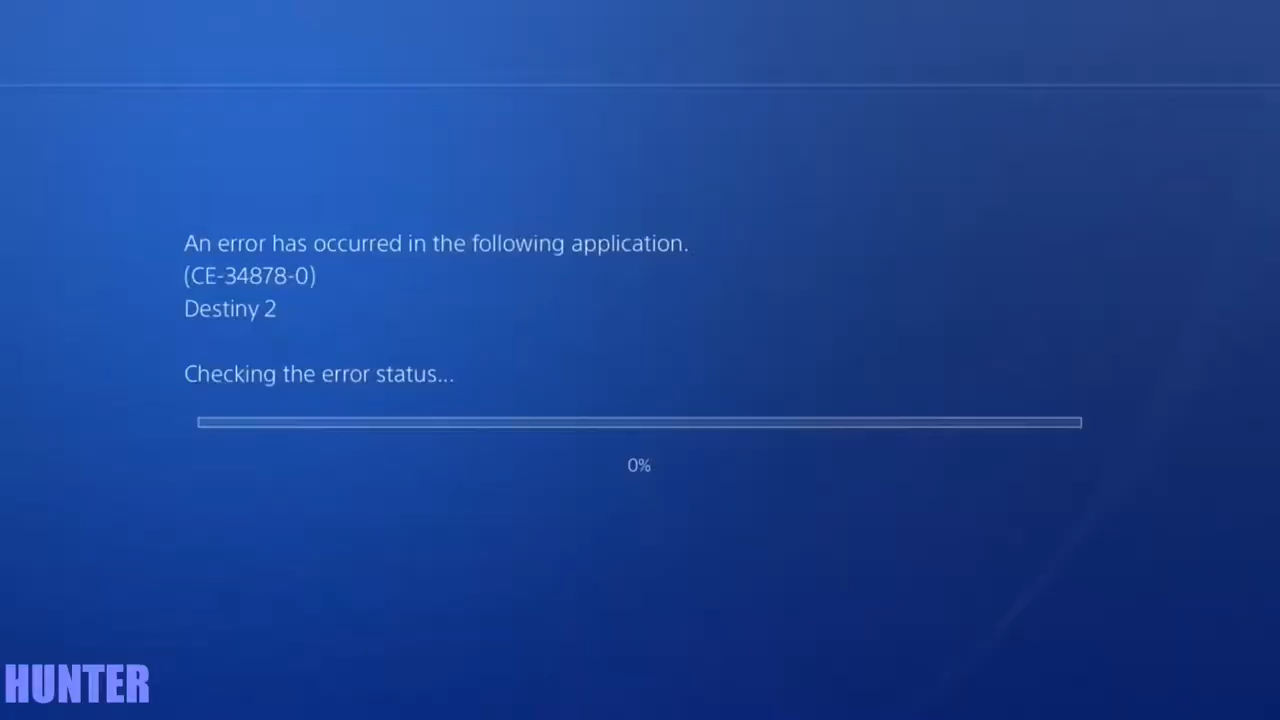 An error has occurred in the following application.
(CE-34878-0)
Destiny 2
Checking the error status...
0%
HUNTER